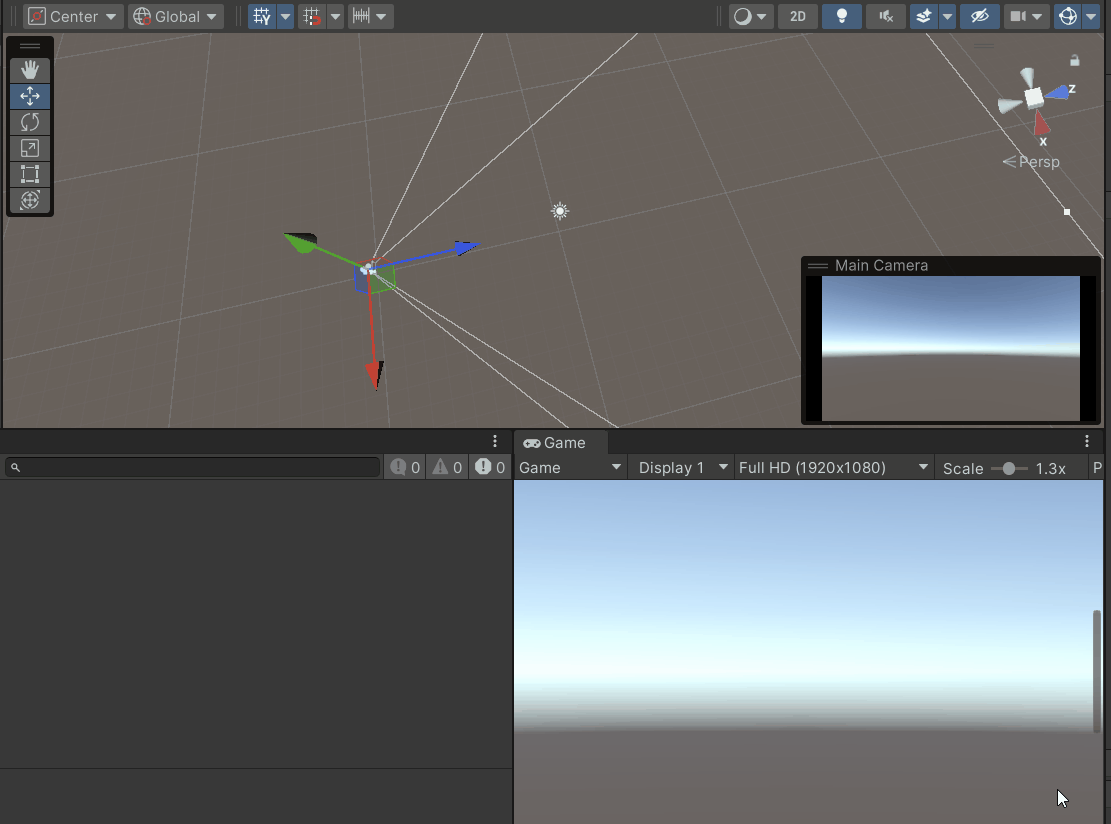 Center Global 2D
z
x
Persp
Main Camera
Game
0 0 0 Game Display 1 Full HD (1920x1080) Scale 1.3x P